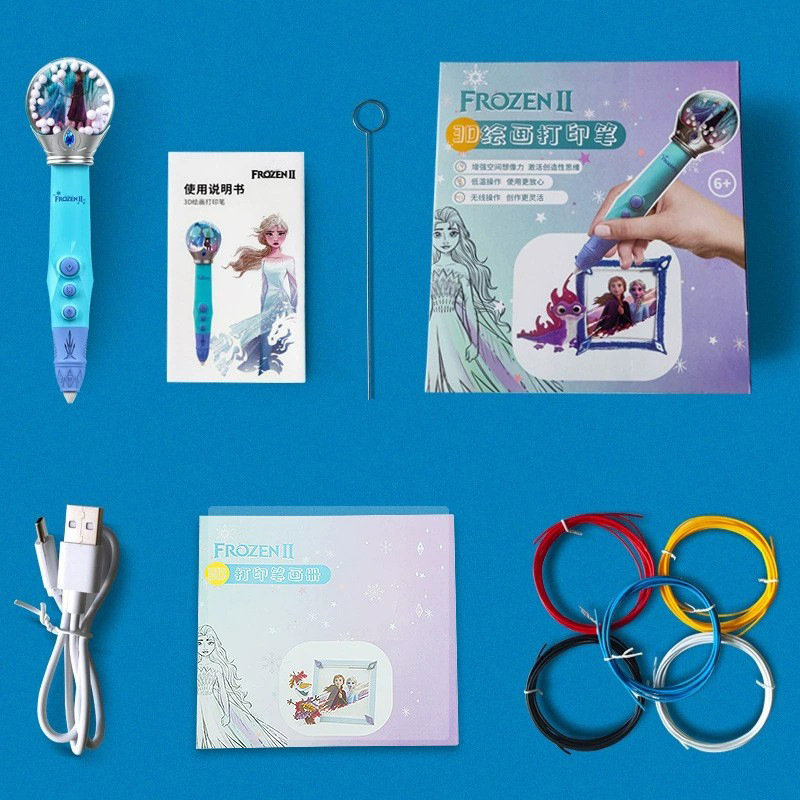 FROZEN II
FROZEN II
使用说明书
3D绘画打印笔
FROZEN II
3D绘画打印笔
增强空间想像力 激活创造性思维
低温操作 使用更放心
无线操作 创作更灵活
6+
FROZEN II
3D打印笔画册